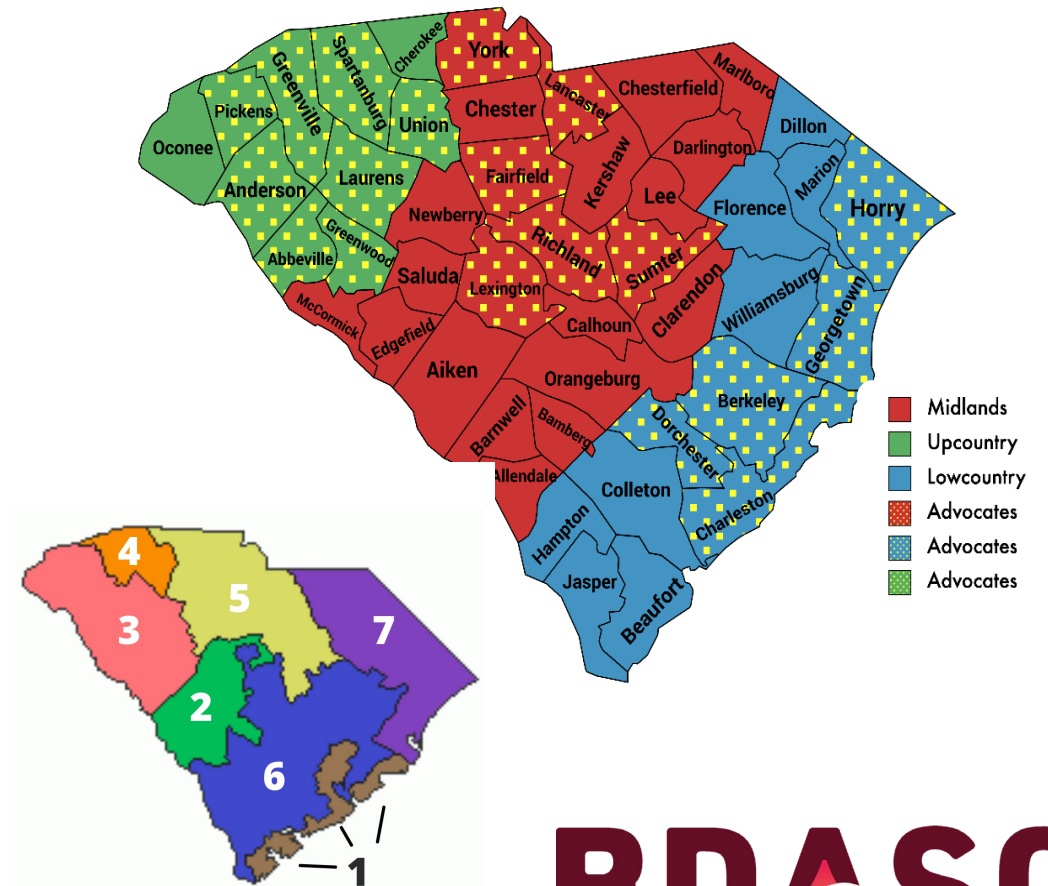 Cherokee
York
Spartanburg
Greenville
Lancaster
Marlboro
Chesterfield
Pickens
Chester
Union
Dillon
Oconee
Darlington
Kershaw
Marion
Laurens
Fairfield
Anderson
Lee
Florence
Horry
Newberry
Greenwood
Richland
Abbeville
Sumter
Saluda
Lexington
Clarendon
Williamsburg
McCormick
Edgefield
Calhoun
Georgetown
Aiken
Orangeburg
Berkeley
Barnwell
Bamberg
Dorchester
Allendale
Colleton
Charleston
Hampton
Jasper
Beaufort
Midlands
Upcountry
Lowcountry
Advocates
Advocates
Advocates
4
5
3
7
2
6
1